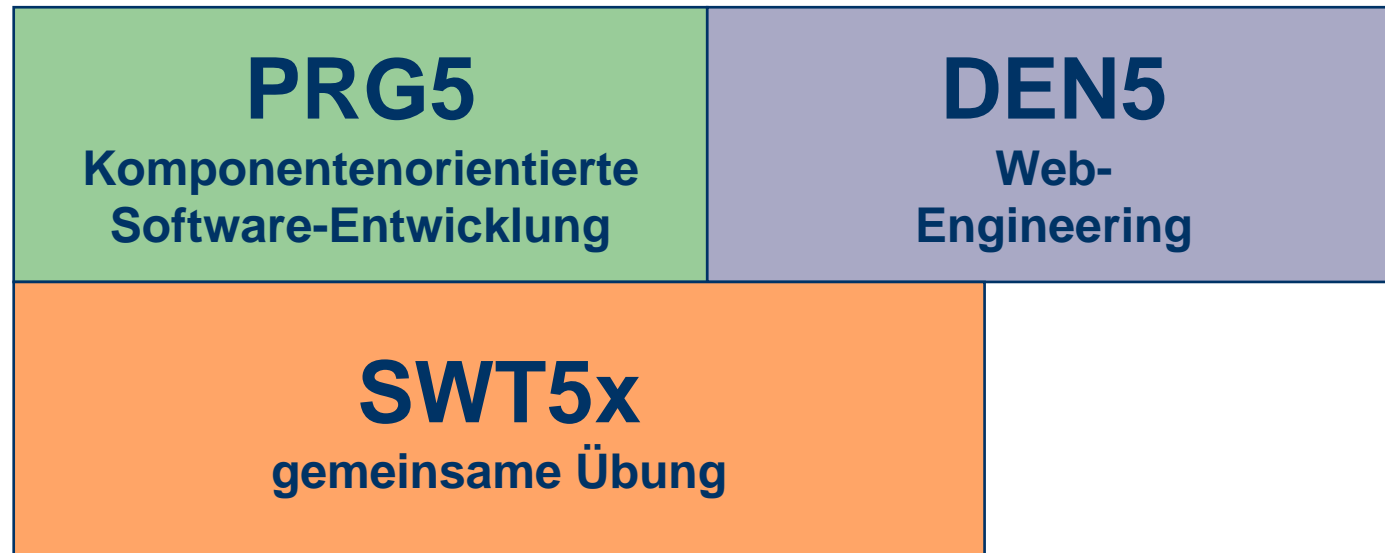 PRG5
Komponentenorientierte
Software-Entwicklung
DEN5
Web-
Engineering
SWT5x
gemeinsame Übung